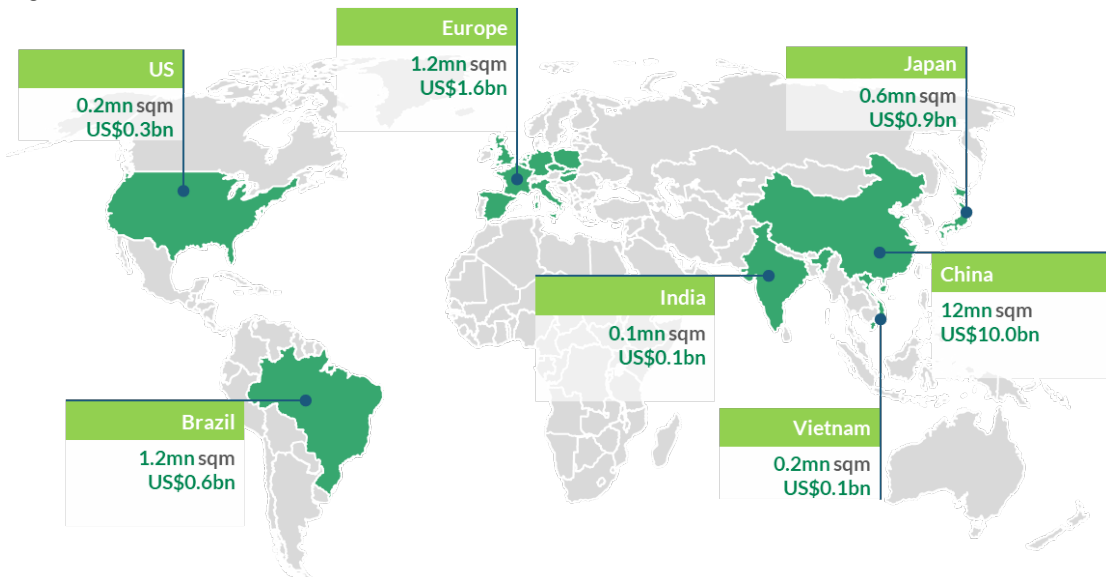 Europe
1.2mn sqm
US$1.6bn
US
0.2mn sqm
US$0.3bn
Japan
0.6mn sqm
US$0.9bn
China
12mn sqm
US$10.0bn
India
0.1mn sqm
US$0.1bn
Brazil
1.2mn sqm
US$0.6bn
Vietnam
0.2mn sqm
US$0.1bn